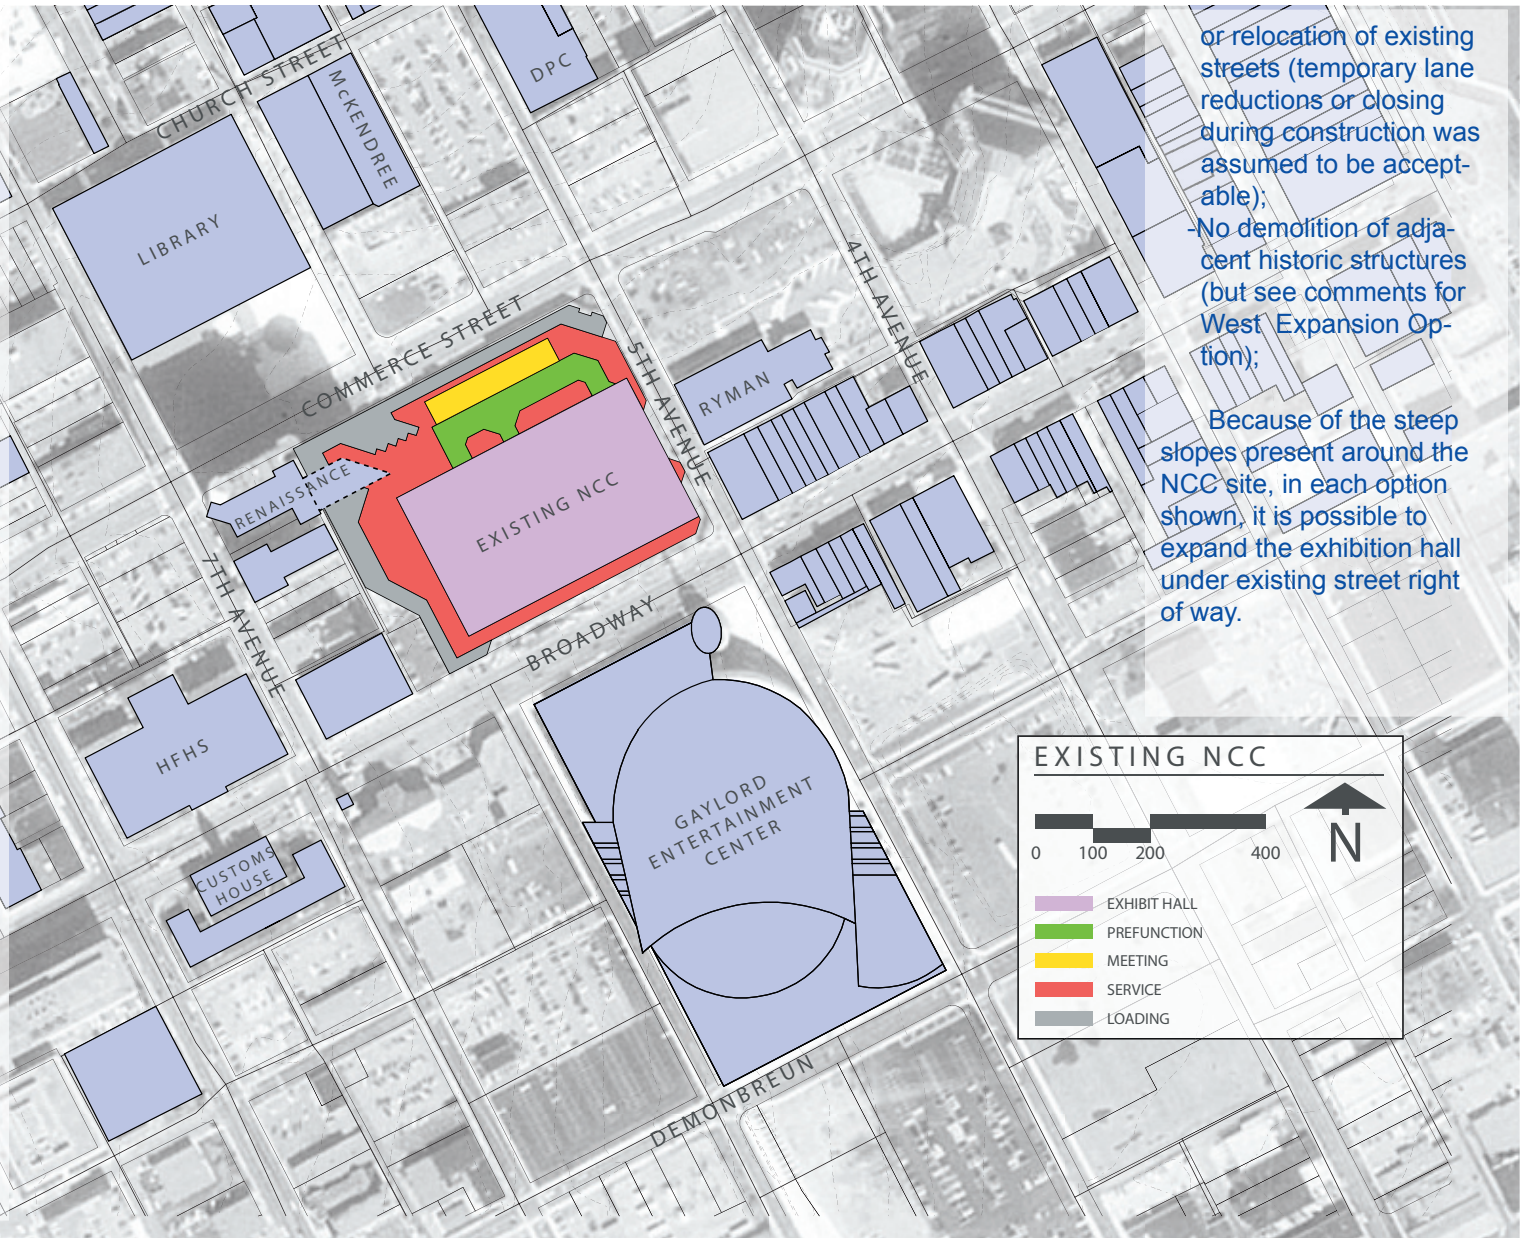 or relocation of existing
streets (temporary lane
reductions or closing
during construction was
assumed to be accept-
able);
-No demolition of adja-
cent historic structures
(but see comments for
West Expansion Op-
tion);
Because of the steep
slopes present around the
NCC site, in each option
shown, it is possible to
expand the exhibition hall
under existing street right
of way.
CHURCH STREET
McKENDREE
DPC
LIBRARY
COMMERCE STREET
4TH AVENUE
5TH AVENUE
RYMAN
RENAISSANCE
EXISTING NCC
7TH AVENUE
BROADWAY
HFHS
CUSTOMS
HOUSE
GAYLORD
ENTERTAINMENT
CENTER
DEMONBREUN
EXISTING NCC
0 100 200 400
N
EXHIBIT HALL
PREFUNCTION
MEETING
SERVICE
LOADING